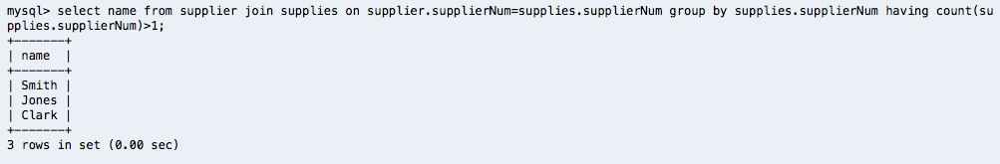 mysql> select name from supplier join supplies on supplier.supplierNum=supplies.supplierNum group by supplies.supplierNum having count(su
pplies.supplierNum)>1;
+-------+
| name  |
+-------+
| Smith |
| Jones |
| Clark |
+-------+
3 rows in set (0.00 sec)